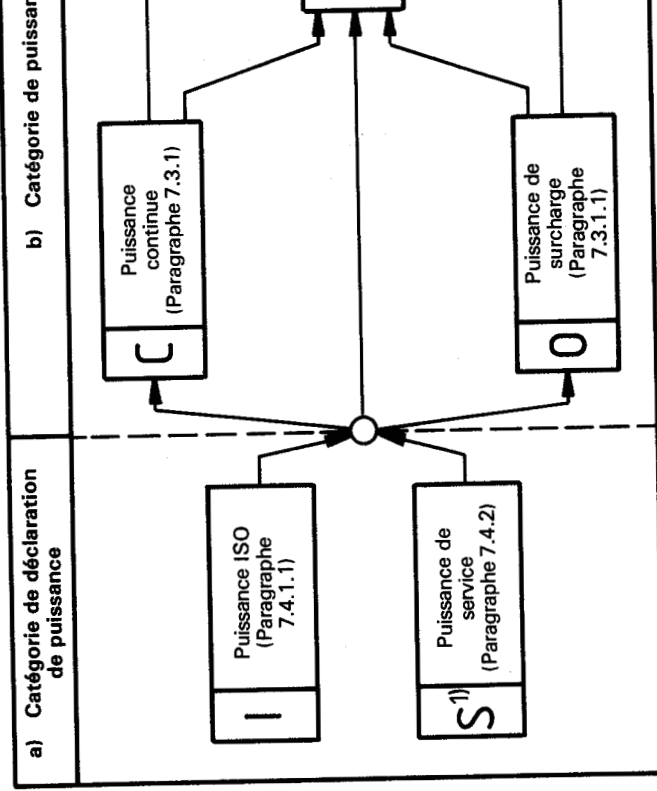 a) Catégorie de déclaration
de puissance
b) Catégorie de
I
Puissance ISO
(Paragraphe
7.4.1.1)
S1)
Puissance de
service
(Paragraphe 7.4.2)
C
Puissance
continue
(Paragraphe 7.3.1)
O
Puissance de
surcharge
(Paragraphe
7.3.1.1)